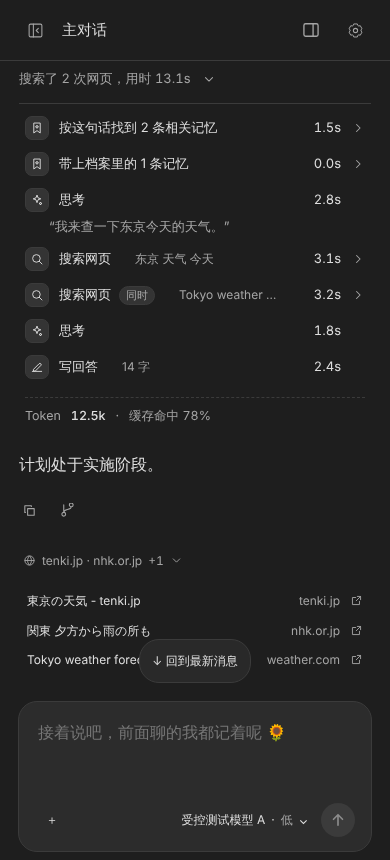 主对话
搜索了 2 次网页，用时 13.1s
按这句话找到 2 条相关记忆 1.5s
带上档案里的 1 条记忆 0.0s
思考 2.8s
“我来查一下东京今天的天气。”
搜索网页 东京 天气 今天 3.1s
搜索网页 同时 Tokyo weather ... 3.2s
思考 1.8s
写回答 14 字 2.4s
Token 12.5k · 缓存命中 78%
计划处于实施阶段。
tenki.jp · nhk.or.jp +1
東京の天気 - tenki.jp tenki.jp
関東 夕方から雨の所も nhk.or.jp
Tokyo weather weather.com
↓ 回到最新消息
接着说吧，前面聊的我都记着呢 🌻
+ 受控测试模型 A · 低